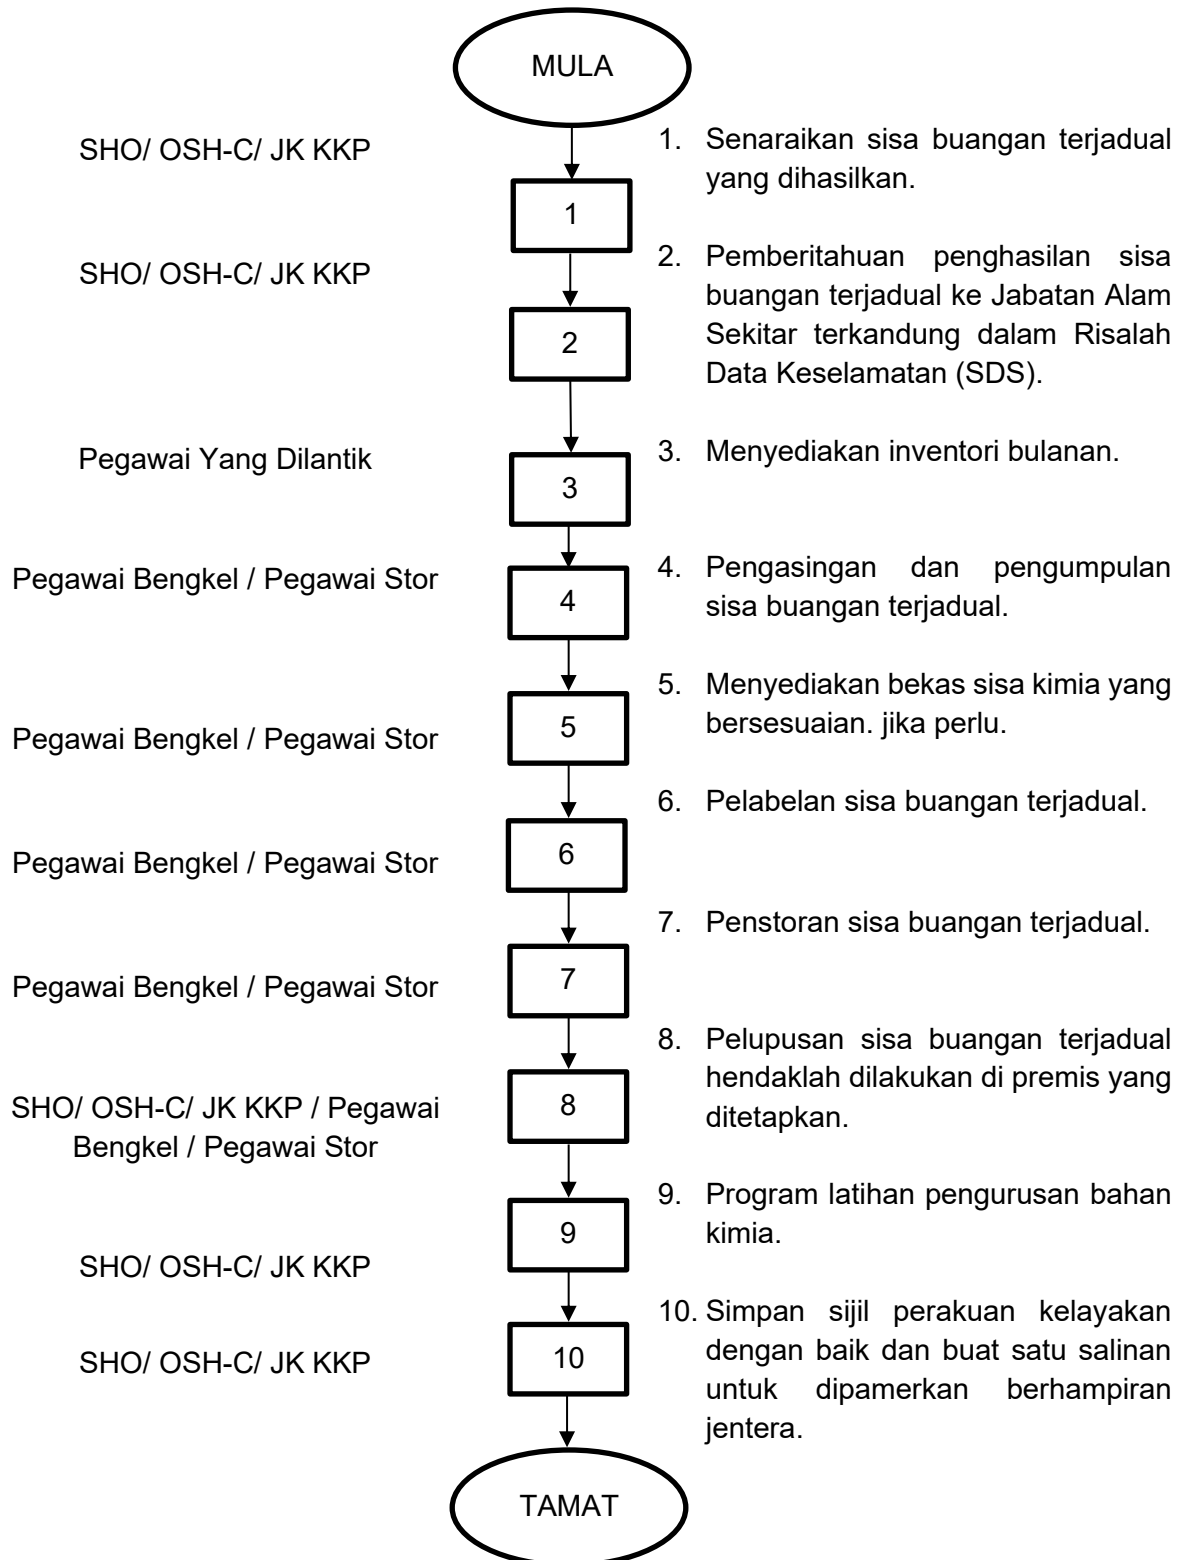 MULA
SHO/ OSH-C/ JK KKP
1. Senaraikan sisa buangan terjadual
yang dihasilkan.
1
SHO/ OSH-C/ JK KKP
2. Pemberitahuan penghasilan sisa
buangan terjadual ke Jabatan Alam
Sekitar terkandung dalam Risalah
Data Keselamatan (SDS).
2
Pegawai Yang Dilantik
3. Menyediakan inventori bulanan.
3
Pegawai Bengkel / Pegawai Stor
4. Pengasingan dan pengumpulan
sisa buangan terjadual.
4
Pegawai Bengkel / Pegawai Stor
5. Menyediakan bekas sisa kimia yang
bersesuaian. jika perlu.
5
6. Pelabelan sisa buangan terjadual.
Pegawai Bengkel / Pegawai Stor
6
7. Penstoran sisa buangan terjadual.
Pegawai Bengkel / Pegawai Stor
7
8. Pelupusan sisa buangan terjadual
hendaklah dilakukan di premis yang
ditetapkan.
SHO/ OSH-C/ JK KKP / Pegawai
Bengkel / Pegawai Stor
8
9. Program latihan pengurusan bahan
kimia.
SHO/ OSH-C/ JK KKP
9
10. Simpan sijil perakuan kelayakan
dengan baik dan buat satu salinan
untuk dipamerkan berhampiran
jentera.
SHO/ OSH-C/ JK KKP
10
TAMAT